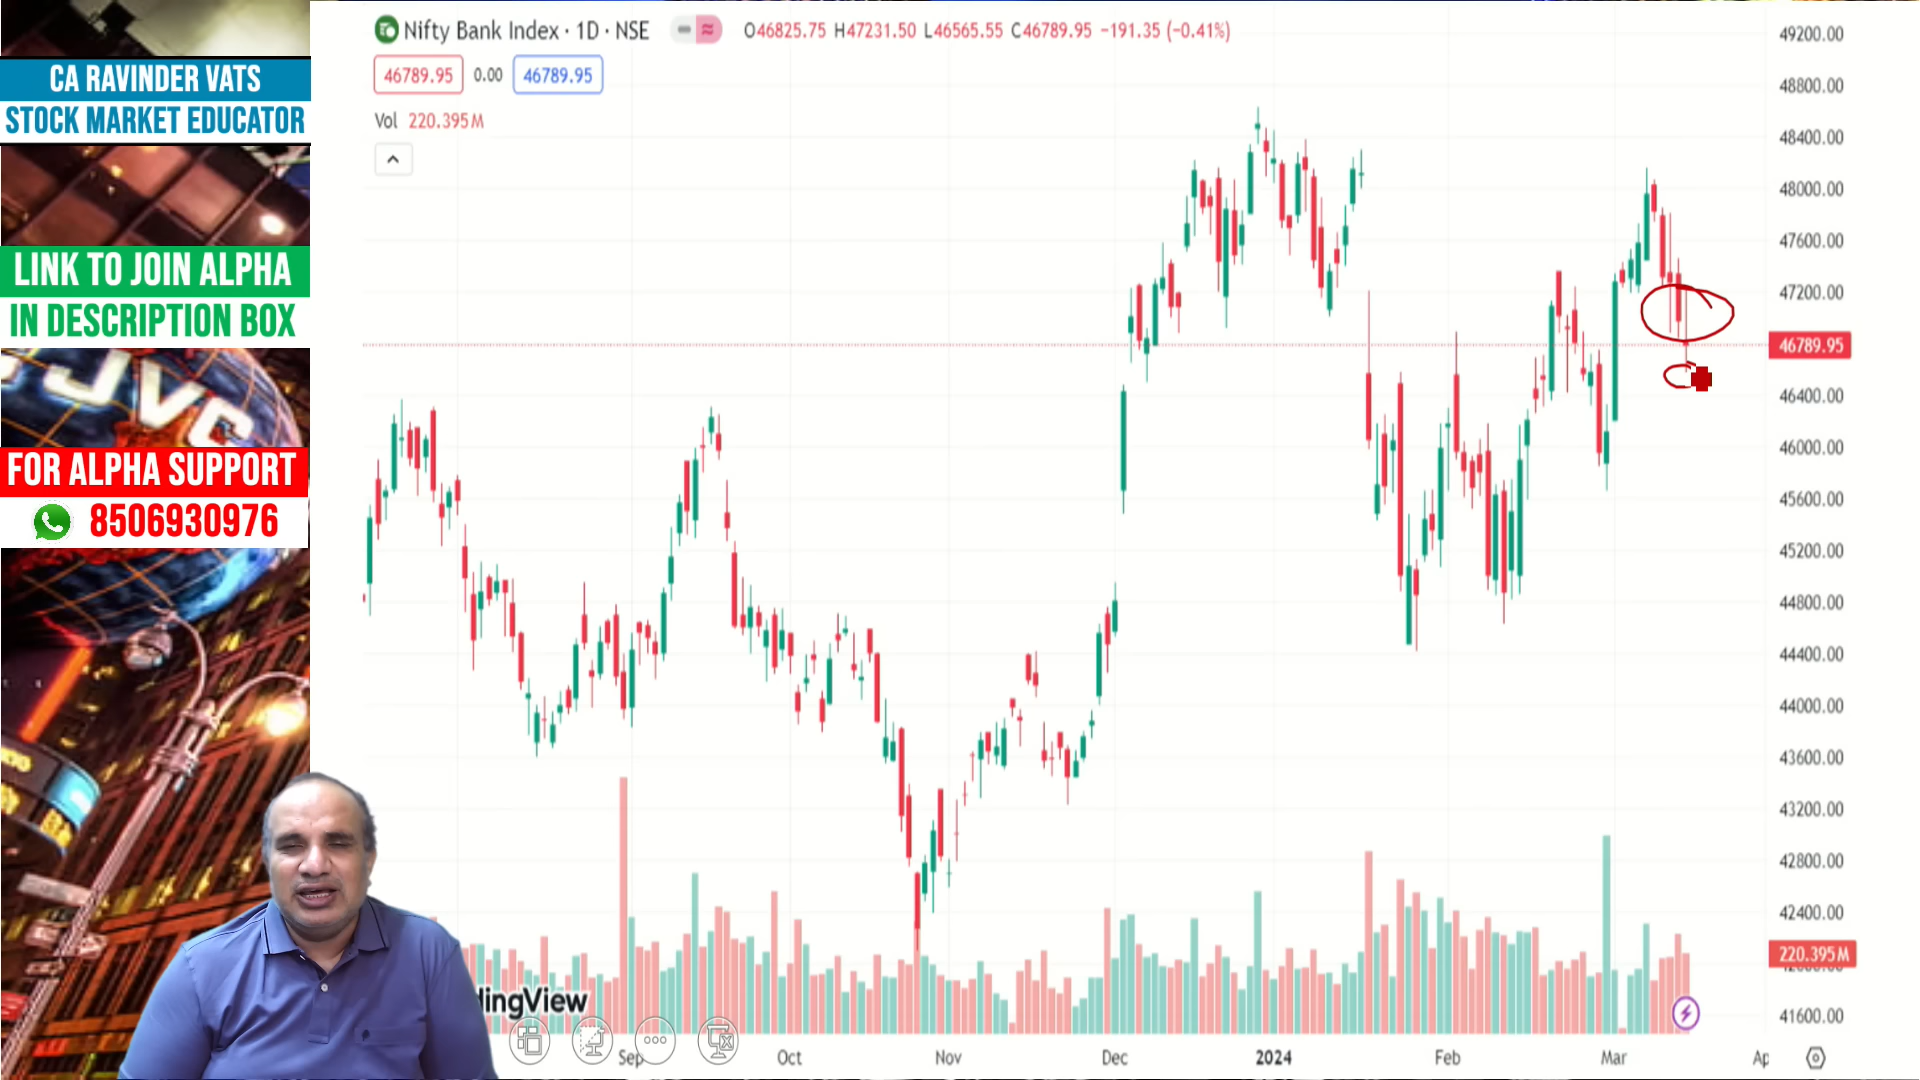 CA RAVINDER VATS
STOCK MARKET EDUCATOR
LINK TO JOIN ALPHA
IN DESCRIPTION BOX
JVC
FOR ALPHA SUPPORT
8506930976
Nifty Bank Index · 1D · NSE
O46825.75 H47231.50 L46565.55 C46789.95 −191.35 (−0.41%)
46789.95 0.00 46789.95
Vol 220.395M
49200.00
48800.00
48400.00
48000.00
47600.00
47200.00
46789.95
46400.00
46000.00
45600.00
45200.00
44800.00
44400.00
44000.00
43600.00
43200.00
42800.00
42400.00
220.395M
41600.00
dingView
Sep Oct Nov Dec 2024 Feb Mar Ap